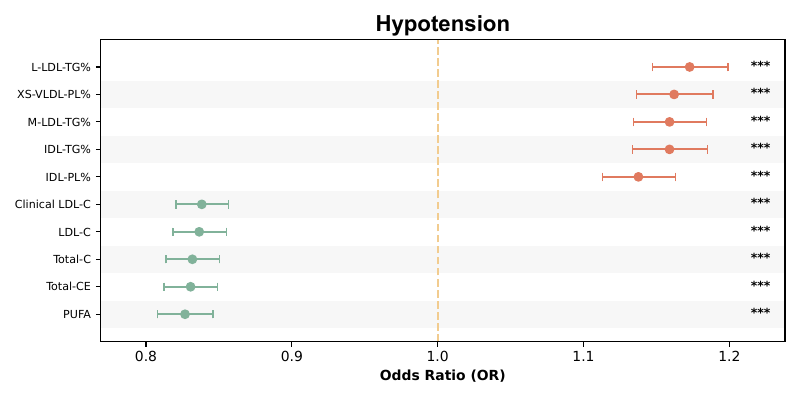 Hypotension
L-LDL-TG% ***
XS-VLDL-PL% ***
M-LDL-TG% ***
IDL-TG% ***
IDL-PL% ***
Clinical LDL-C ***
LDL-C ***
Total-C ***
Total-CE ***
PUFA ***
0.8 0.9 1.0 1.1 1.2
Odds Ratio (OR)